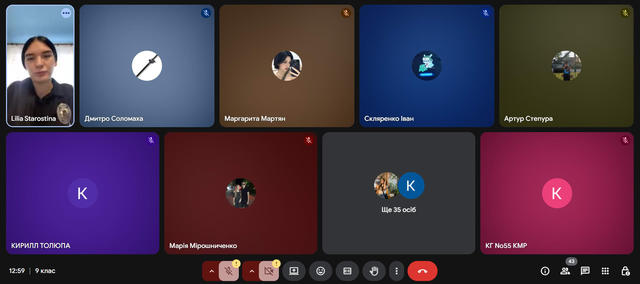 Lilia Starostina
Дмитро Соломаха
Маргарита Мартян
Скляренко Іван
Артур Степура
К
КИРИЛЛ ТОЛЮПА
Марія Мірошниченко
К
Ще 35 осіб
К
КГ No55 КМР
12:59 | 9 клас
43